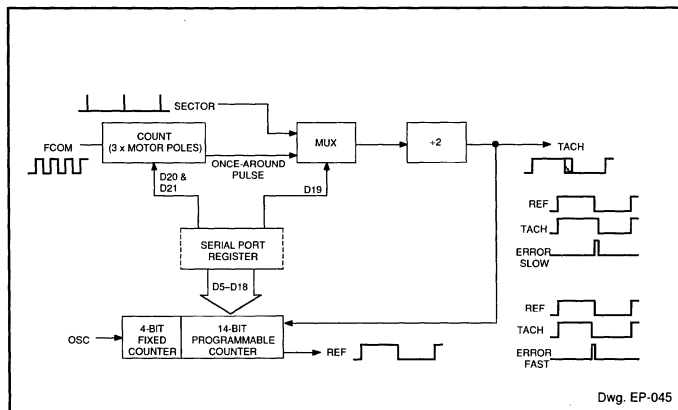 SECTOR
FCOM
COUNT
(3 x MOTOR POLES)
ONCE-AROUND
PULSE
MUX
÷2
TACH
D20 &
D21
D19
REF
TACH
ERROR
SLOW
SERIAL PORT
REGISTER
D5–D18
OSC
4-BIT
FIXED
COUNTER
14-BIT
PROGRAMMABLE
COUNTER
REF
REF
TACH
ERROR
FAST
Dwg. EP-045